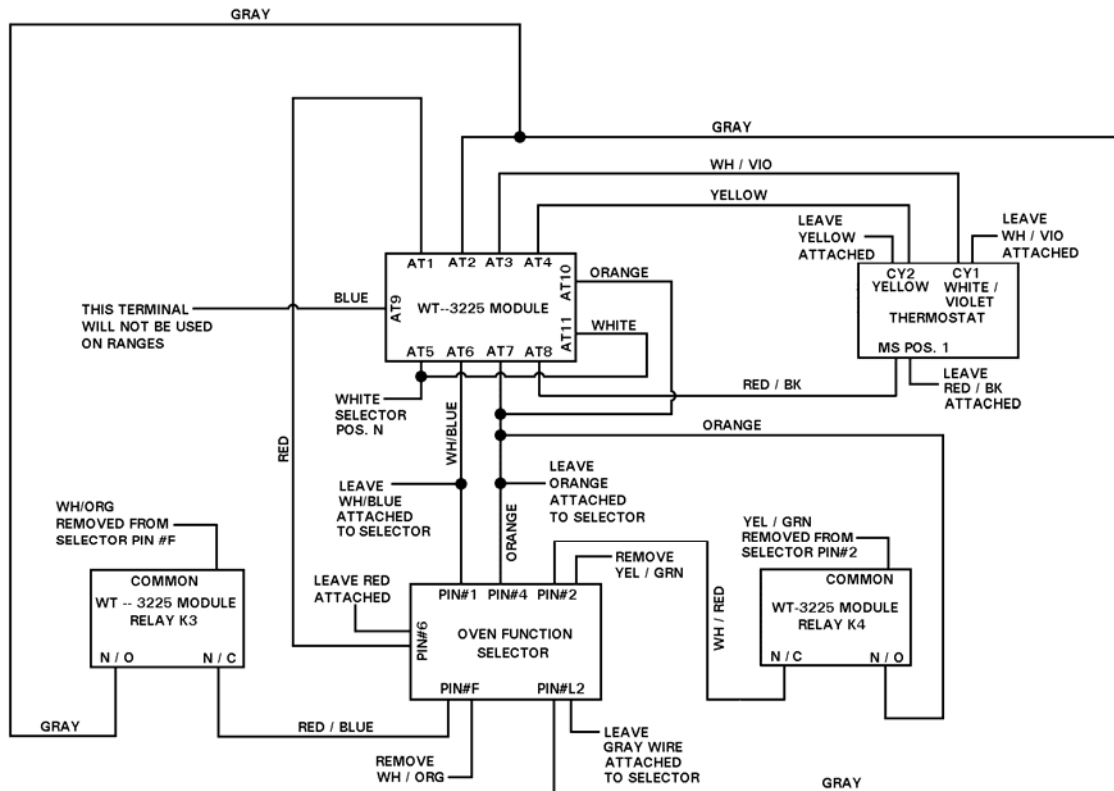 GRAY
GRAY
WH / VIO
YELLOW
LEAVE
YELLOW
ATTACHED
LEAVE
WH / VIO
ATTACHED
AT1
AT2
AT3
AT4
AT10
ORANGE
CY2
YELLOW
CY1
WHITE /
VIOLET
THERMOSTAT
MS POS. 1
THIS TERMINAL
WILL NOT BE USED
ON RANGES
BLUE
AT9
WT--3225 MODULE
AT11
WHITE
AT5
AT6
AT7
AT8
RED / BK
LEAVE
RED / BK
ATTACHED
WHITE
SELECTOR
POS. N
RED
WH/BLUE
ORANGE
LEAVE
WH/BLUE
ATTACHED
TO SELECTOR
ORANGE
LEAVE
ORANGE
ATTACHED
TO SELECTOR
WH/ORG
REMOVED FROM
SELECTOR PIN #F
YEL / GRN
REMOVED FROM
SELECTOR PIN#2
COMMON
WT -- 3225 MODULE
RELAY K3
N / O
N / C
LEAVE RED
ATTACHED
REMOVE
YEL / GRN
PIN#1
PIN#4
PIN#2
PIN#6
OVEN FUNCTION
SELECTOR
PIN#F
PIN#L2
WH / RED
COMMON
WT-3225 MODULE
RELAY K4
N / C
N / O
GRAY
RED / BLUE
REMOVE
WH / ORG
LEAVE
GRAY WIRE
ATTACHED
TO SELECTOR
GRAY